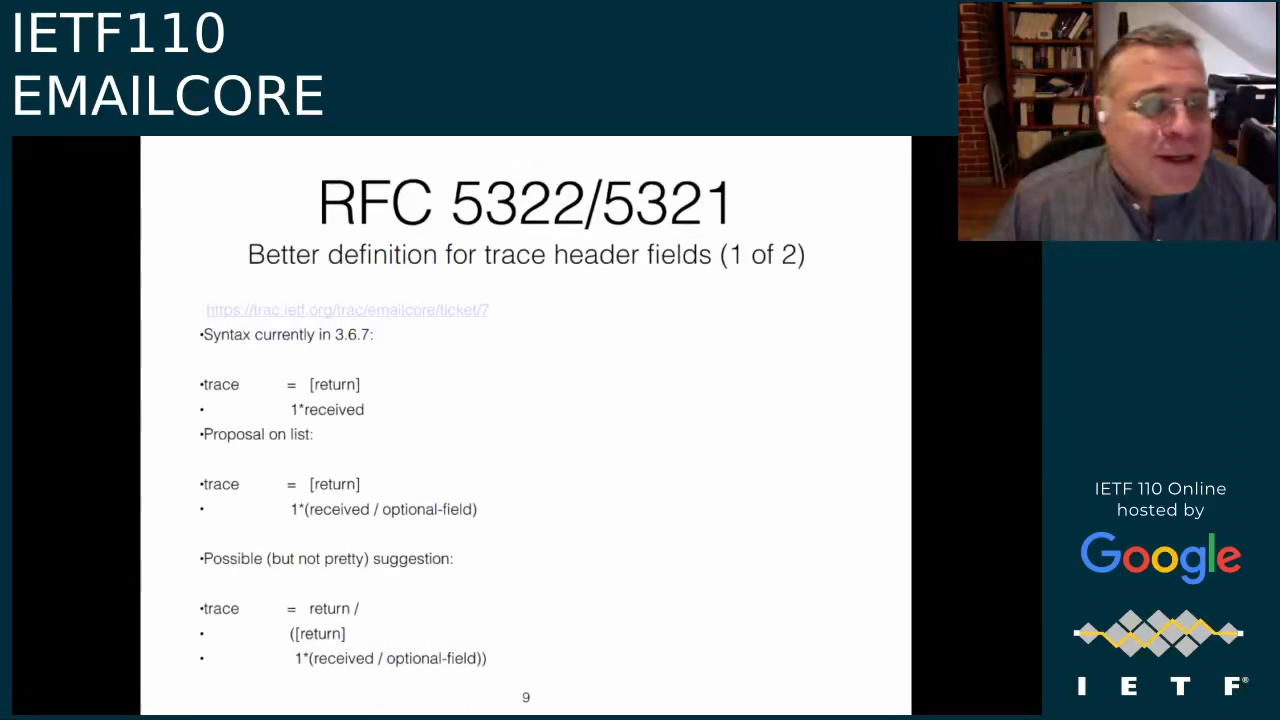 IETF110
EMAILCORE
RFC 5322/5321
Better definition for trace header fields (1 of 2)
https://trac.ietf.org/trac/emailcore/ticket/7
•Syntax currently in 3.6.7:
•trace = [return]
• 1*received
•Proposal on list:
•trace = [return]
• 1*(received / optional-field)
•Possible (but not pretty) suggestion:
•trace = return /
• ([return]
• 1*(received / optional-field))
9
IETF 110 Online
hosted by
Google
I E T F®